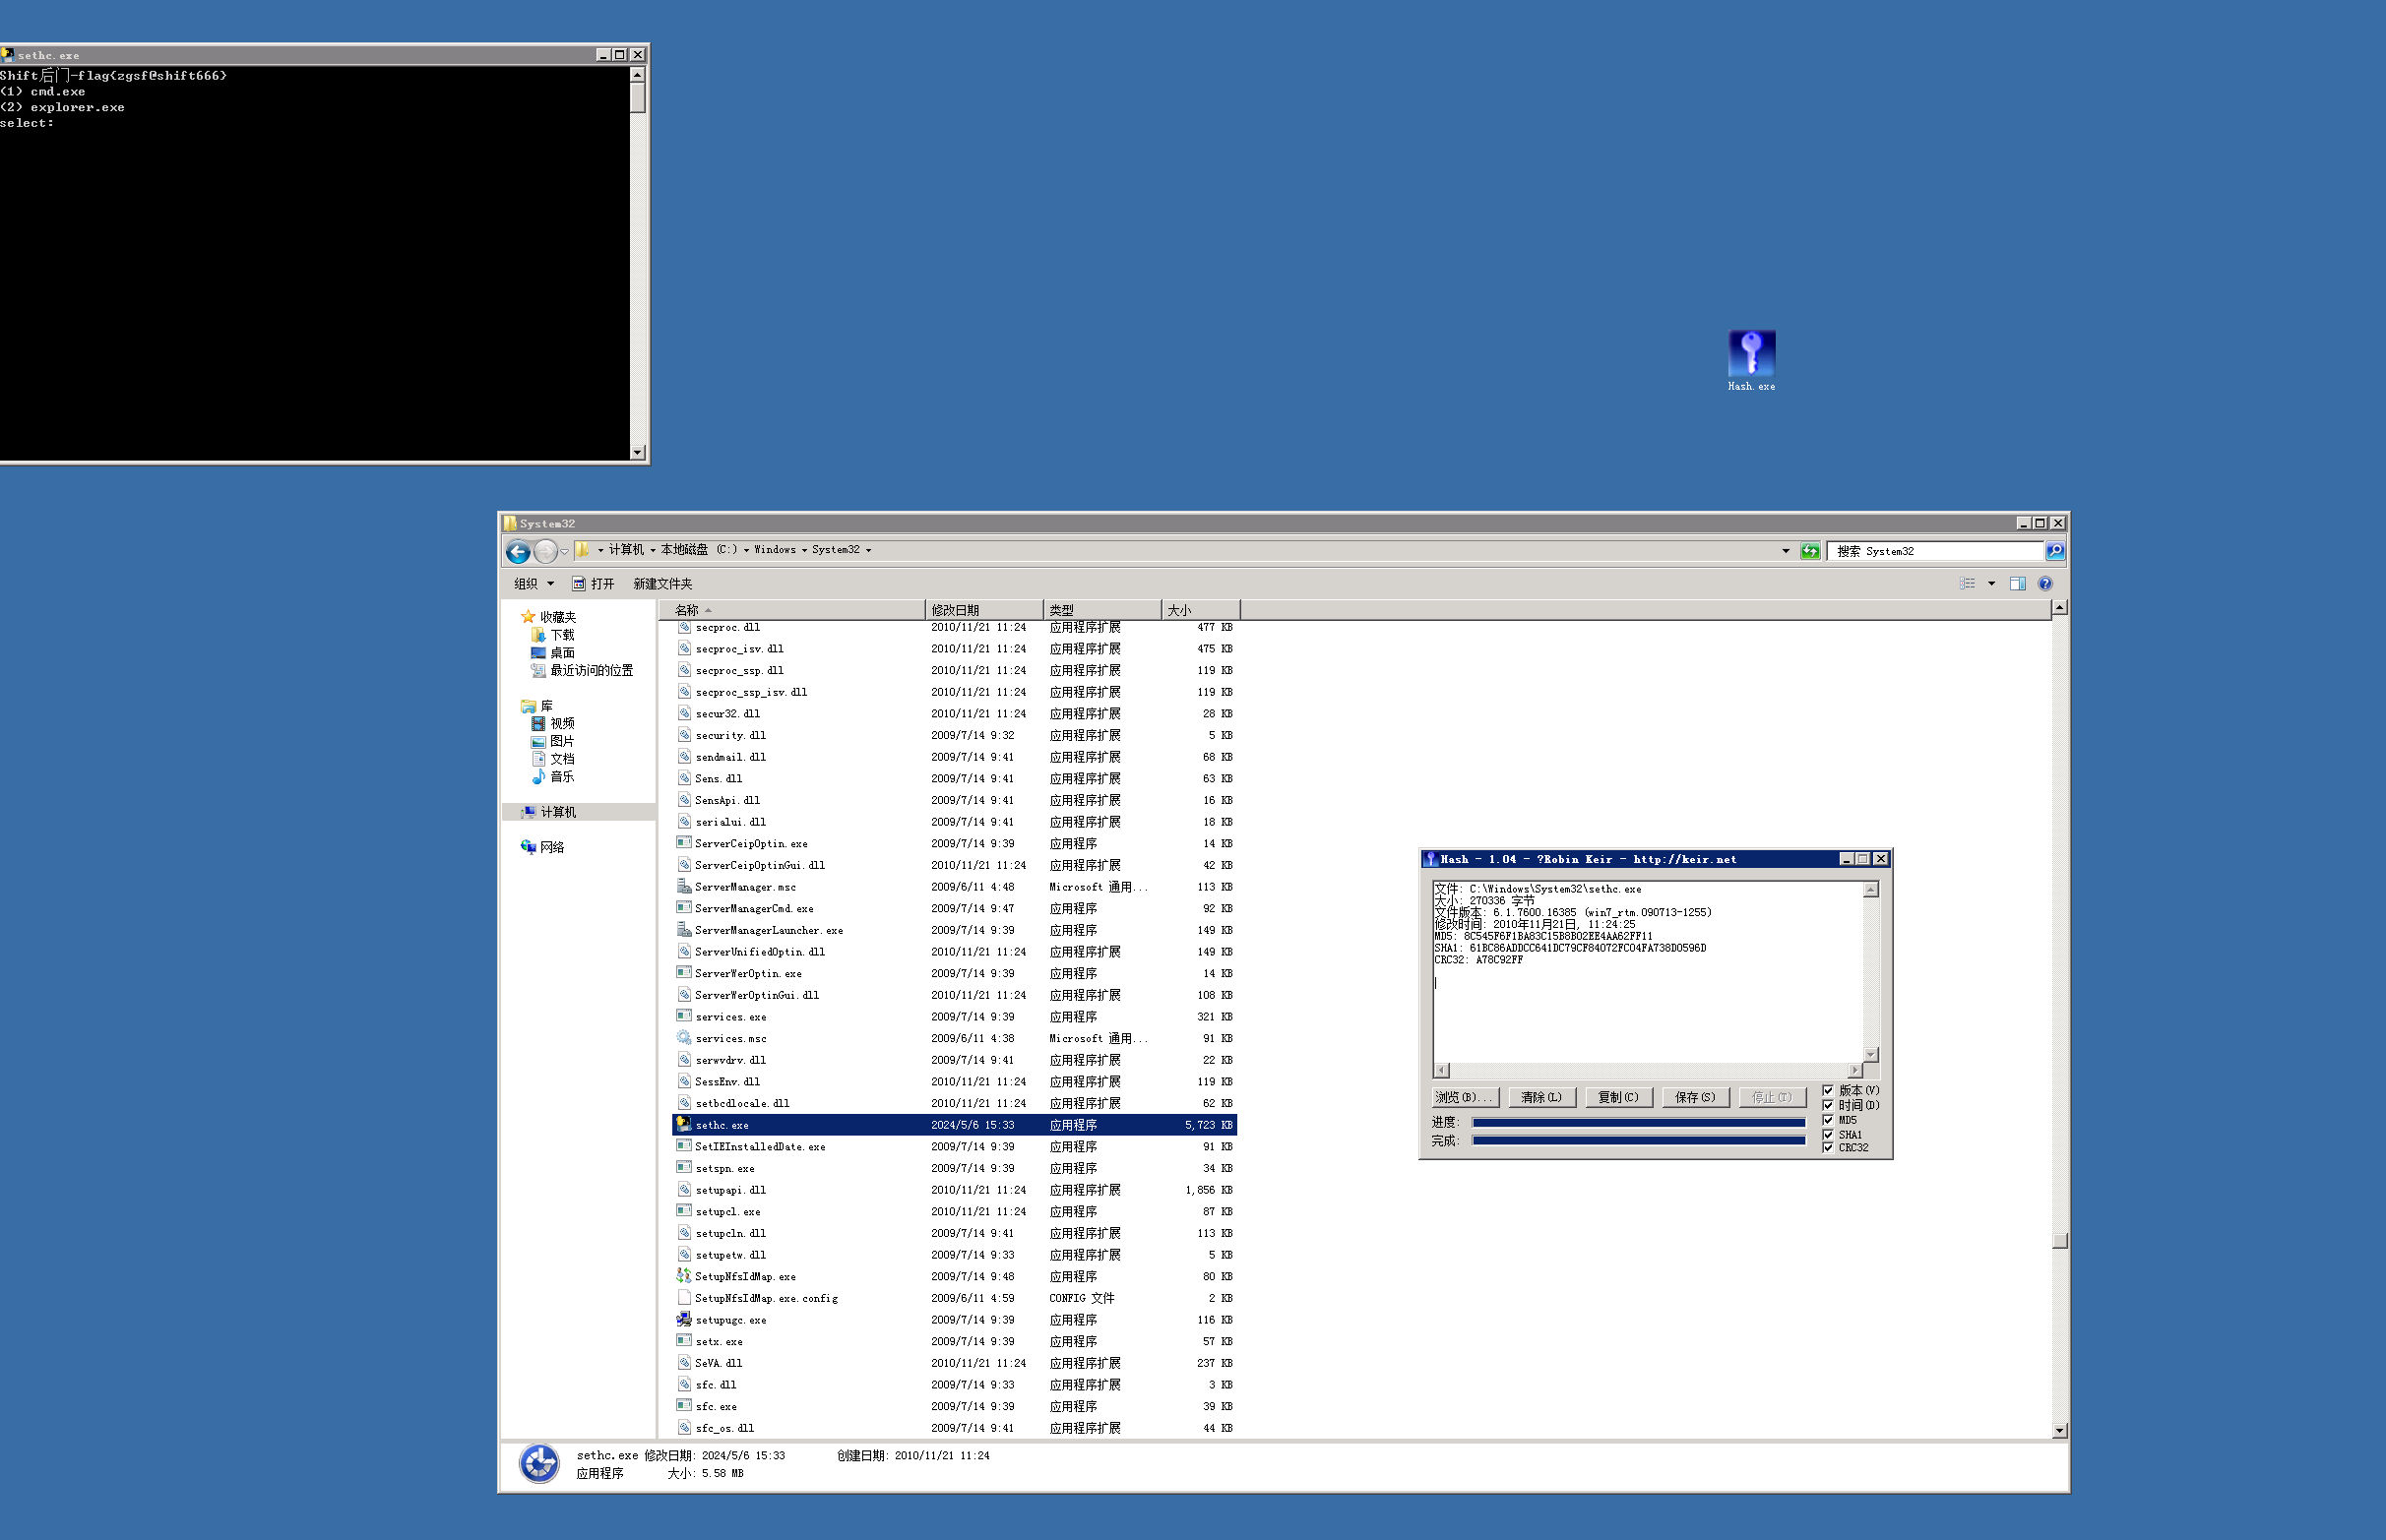 sethc.exe
Shift后门-flag{zgsf@shift666}
(1) cmd.exe
(2) explorer.exe
select:
Hash.exe
System32
计算机 本地磁盘 (C:) Windows System32
搜索 System32
组织 打开 新建文件夹
收藏夹
下载
桌面
最近访问的位置
库
视频
图片
文档
音乐
计算机
网络
名称 修改日期 类型 大小
secproc.dll 2010/11/21 11:24 应用程序扩展 477 KB
secproc_isv.dll 2010/11/21 11:24 应用程序扩展 475 KB
secproc_ssp.dll 2010/11/21 11:24 应用程序扩展 119 KB
secproc_ssp_isv.dll 2010/11/21 11:24 应用程序扩展 119 KB
secur32.dll 2010/11/21 11:24 应用程序扩展 28 KB
security.dll 2009/7/14 9:32 应用程序扩展 5 KB
sendmail.dll 2009/7/14 9:41 应用程序扩展 68 KB
Sens.dll 2009/7/14 9:41 应用程序扩展 63 KB
SensApi.dll 2009/7/14 9:41 应用程序扩展 16 KB
serialui.dll 2009/7/14 9:41 应用程序扩展 18 KB
ServerCeipOptin.exe 2009/7/14 9:39 应用程序 14 KB
ServerCeipOptinGui.dll 2010/11/21 11:24 应用程序扩展 42 KB
ServerManager.msc 2009/6/11 4:48 Microsoft 通用... 113 KB
ServerManagerCmd.exe 2009/7/14 9:47 应用程序 92 KB
ServerManagerLauncher.exe 2009/7/14 9:39 应用程序 149 KB
ServerUnifiedOptin.dll 2010/11/21 11:24 应用程序扩展 149 KB
ServerWerOptin.exe 2009/7/14 9:39 应用程序 14 KB
ServerWerOptinGui.dll 2010/11/21 11:24 应用程序扩展 108 KB
services.exe 2009/7/14 9:39 应用程序 321 KB
services.msc 2009/6/11 4:38 Microsoft 通用... 91 KB
serwvdrv.dll 2009/7/14 9:41 应用程序扩展 22 KB
SessEnv.dll 2010/11/21 11:24 应用程序扩展 119 KB
setbcdlocale.dll 2010/11/21 11:24 应用程序扩展 62 KB
sethc.exe 2024/5/6 15:33 应用程序 5,723 KB
SetIEInstalledDate.exe 2009/7/14 9:39 应用程序 91 KB
setspn.exe 2009/7/14 9:39 应用程序 34 KB
setupapi.dll 2010/11/21 11:24 应用程序扩展 1,856 KB
setupcl.exe 2010/11/21 11:24 应用程序 87 KB
setupcln.dll 2009/7/14 9:41 应用程序扩展 113 KB
setupetw.dll 2009/7/14 9:33 应用程序扩展 5 KB
SetupNfsIdMap.exe 2009/7/14 9:48 应用程序 80 KB
SetupNfsIdMap.exe.config 2009/6/11 4:59 CONFIG 文件 2 KB
setupugc.exe 2009/7/14 9:39 应用程序 116 KB
setx.exe 2009/7/14 9:39 应用程序 57 KB
SeVA.dll 2010/11/21 11:24 应用程序扩展 237 KB
sfc.dll 2009/7/14 9:33 应用程序扩展 3 KB
sfc.exe 2009/7/14 9:39 应用程序 39 KB
sfc_os.dll 2009/7/14 9:41 应用程序扩展 44 KB
sethc.exe 修改日期: 2024/5/6 15:33 创建日期: 2010/11/21 11:24
应用程序 大小: 5.58 MB
Hash - 1.04 - ?Robin Keir - http://keir.net
文件: C:\Windows\System32\sethc.exe
大小: 270336 字节
文件版本: 6.1.7600.16385 (win7_rtm.090713-1255)
修改时间: 2010年11月21日, 11:24:25
MD5: 8C545F6F1BA83C15B8B02EE4AA62FF11
SHA1: 61BC86ADDCC641DC79CF84072FC04FA738D0596D
CRC32: A78C92FF
浏览(B)... 清除(L) 复制(C) 保存(S) 停止(T)
版本(V)
时间(D)
MD5
SHA1
CRC32
进度:
完成: